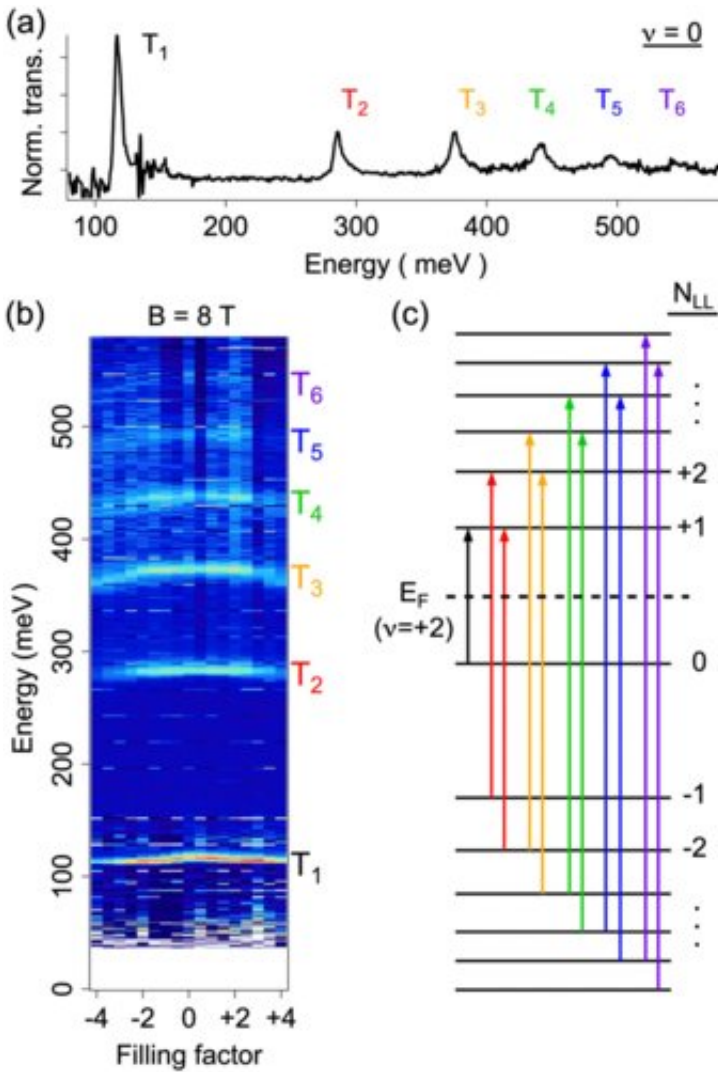 (a)
T1
ν = 0
T2
T3
T4
T5
T6
Norm. trans.
100
200
300
400
500
Energy ( meV )
(b)
B = 8 T
500
400
300
200
100
0
Energy (meV)
T6
T5
T4
T3
T2
T1
-4
-2
0
+2
+4
Filling factor
(c)
NLL
+2
+1
EF
(ν=+2)
0
-1
-2